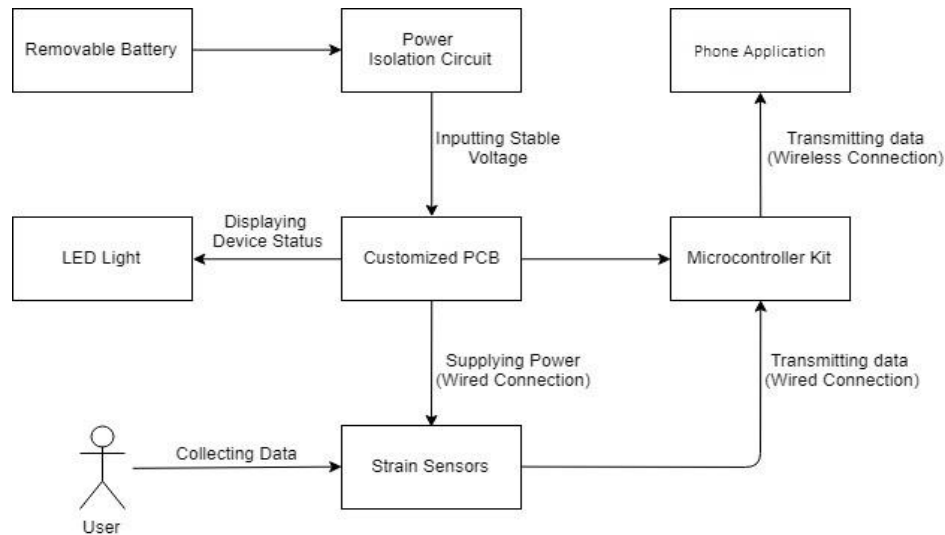 Removable Battery
Power
Isolation Circuit
Phone Application
Inputting Stable
Voltage
Transmitting data
(Wireless Connection)
Displaying
Device Status
LED Light
Customized PCB
Microcontroller Kit
Supplying Power
(Wired Connection)
Transmitting data
(Wired Connection)
Collecting Data
Strain Sensors
User